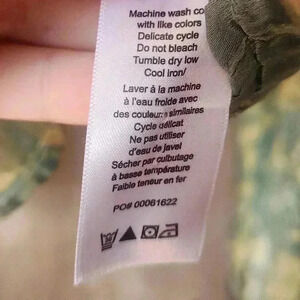 Machine wash co
with like colors
Delicate cycle
Do not bleach
Tumble dry low
Cool iron/
Laver à la machine
à l'eau froide avec
des couleurs similaires
Cycle délicat
Ne pas utiliser
d'eau de javel
Sécher par culbutage
à basse température
Faible teneur en fer
PO# 00061622